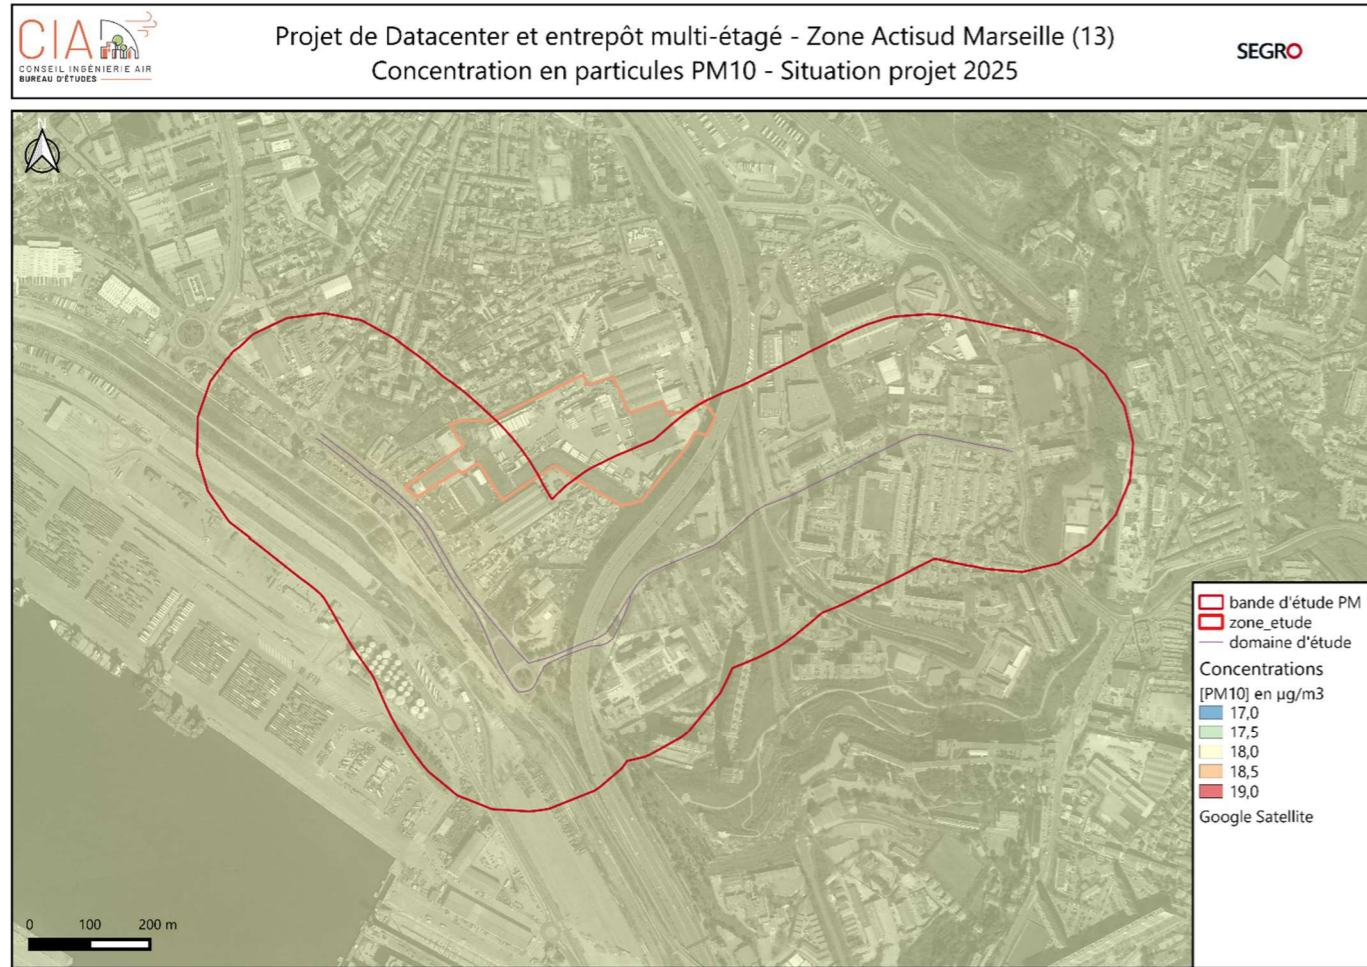 CIA
CONSEIL INGÉNIERIE AIR
BUREAU D'ÉTUDES
Projet de Datacenter et entrepôt multi-étagé - Zone Actisud Marseille (13)
Concentration en particules PM10 - Situation projet 2025
SEGRO
N
bande d'étude PM
zone_etude
domaine d'étude
Concentrations
[PM10] en µg/m3
17,0
17,5
18,0
18,5
19,0
Google Satellite
0 100 200 m